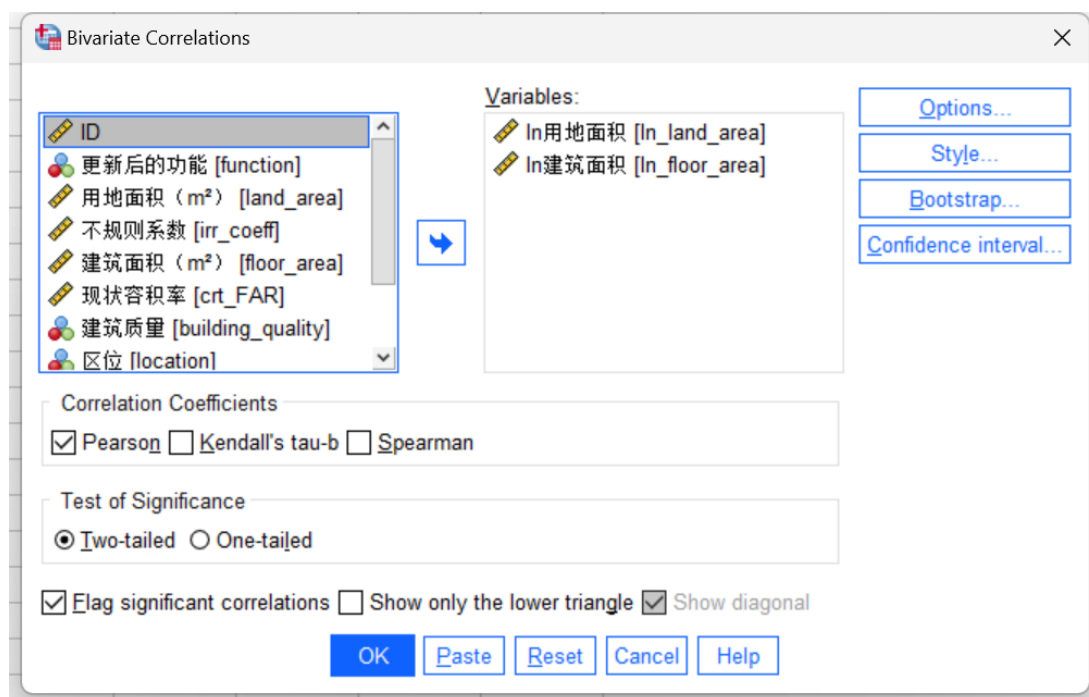 Bivariate Correlations
Variables:
ID
更新后的功能 [function]
用地面积（m²） [land_area]
不规则系数 [irr_coeff]
建筑面积（m²） [floor_area]
现状容积率 [crt_FAR]
建筑质量 [building_quality]
区位 [location]
ln用地面积 [ln_land_area]
ln建筑面积 [ln_floor_area]
Options...
Style...
Bootstrap...
Confidence interval...
Correlation Coefficients
Pearson Kendall's tau-b Spearman
Test of Significance
Two-tailed One-tailed
Flag significant correlations Show only the lower triangle Show diagonal
OK Paste Reset Cancel Help